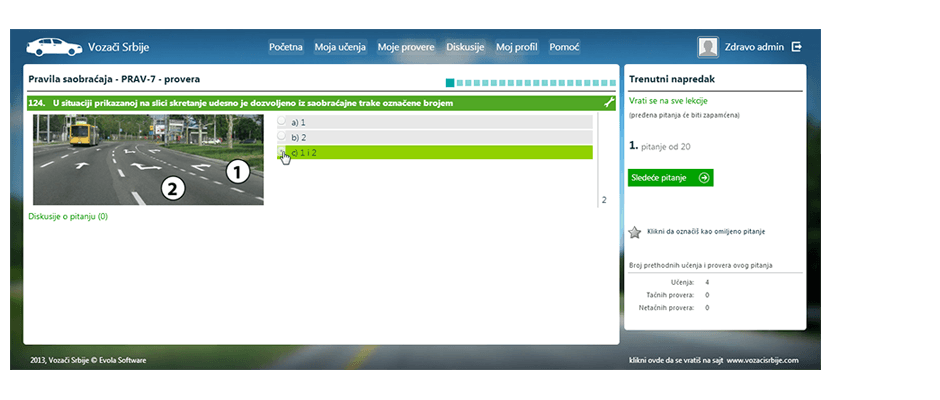 Vozači Srbije
Početna Moja učenja Moje provere Diskusije Moj profil Pomoć
Zdravo admin
Pravila saobraćaja - PRAV-7 - provera
124. U situaciji prikazanoj na slici skretanje udesno je dozvoljeno iz saobraćajne trake označene brojem
a) 1
b) 2
c) 1 i 2
1
2
2
Diskusije o pitanju (0)
Trenutni napredak
Vrati se na sve lekcije
(pređena pitanja će biti zapamćena)
1. pitanje od 20
Sledeće pitanje
Klikni da označiš kao omiljeno pitanje
Broj prethodnih učenja i provera ovog pitanja
Učenja: 4
Tačnih provera: 0
Netačnih provera: 0
2013, Vozači Srbije © Evola Software
klikni ovde da se vratiš na sajt www.vozacisrbije.com